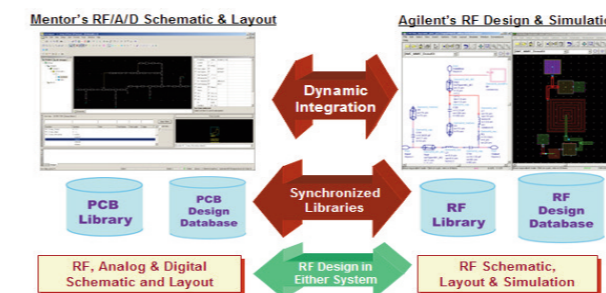 Mentor's RF/A/D Schematic & Layout
Agilent's RF Design & Simulatio
Dynamic
Integration
Synchronized
Libraries
PCB
Library
PCB
Design
Database
RF
Library
RF
Design
Database
RF, Analog & Digital
Schematic and Layout
RF Design in
Either System
RF Schematic,
Layout & Simulation